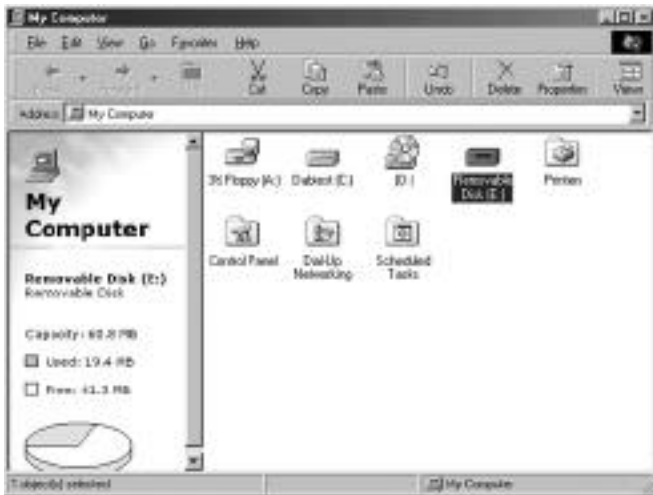 My Computer
File Edit View Go Favorites Help
Cut Copy Paste Undo Delete Properties Views
Address My Computer
3½ Floppy (A:) (C:) (D:) Removable Disk (E:) Printers
My
Computer
Control Panel Dial-Up Networking Scheduled Tasks
Removable Disk (E:)
Removable Disk
Capacity: 60.8 MB
Used: 19.4 MB
Free: 41.3 MB
1 object(s) selected My Computer